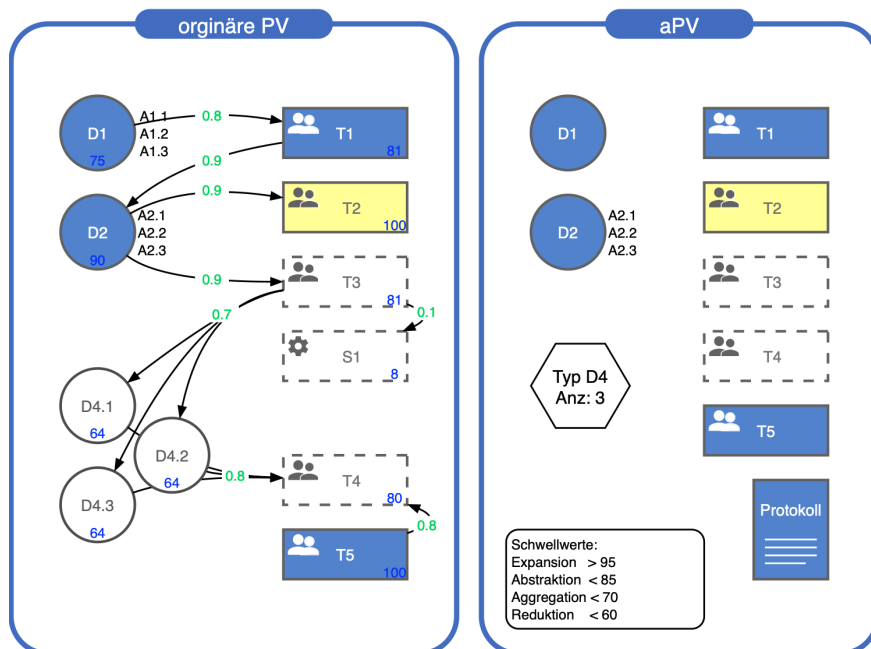 orginäre PV
D1
75
A1.1
A1.2
A1.3
0.8
T1
81
0.9
D2
90
A2.1
A2.2
A2.3
0.9
T2
100
0.9
T3
81
0.7
0.1
S1
8
D4.1
64
D4.2
64
D4.3
64
0.8
T4
80
0.8
T5
100
aPV
D1
T1
D2
A2.1
A2.2
A2.3
T2
T3
T4
Typ D4
Anz: 3
T5
Protokoll
Schwellwerte:
Expansion > 95
Abstraktion < 85
Aggregation < 70
Reduktion < 60